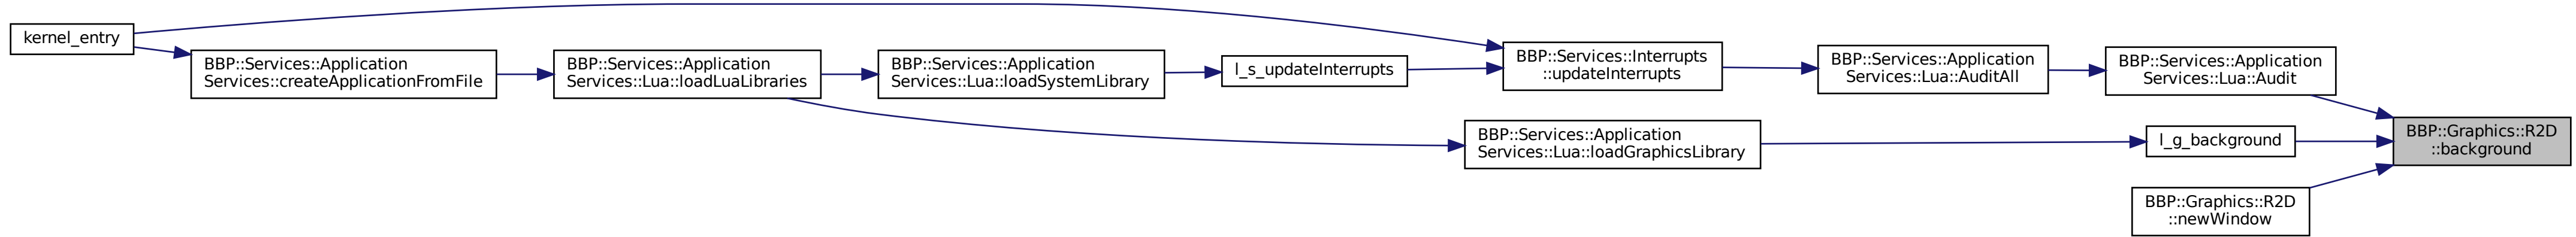 kernel_entry
BBP::Services::Application
Services::createApplicationFromFile
BBP::Services::Application
Services::Lua::loadLuaLibraries
BBP::Services::Application
Services::Lua::loadSystemLibrary
l_s_updateInterrupts
BBP::Services::Interrupts
::updateInterrupts
BBP::Services::Application
Services::Lua::AuditAll
BBP::Services::Application
Services::Lua::Audit
BBP::Services::Application
Services::Lua::loadGraphicsLibrary
l_g_background
BBP::Graphics::R2D
::background
BBP::Graphics::R2D
::newWindow